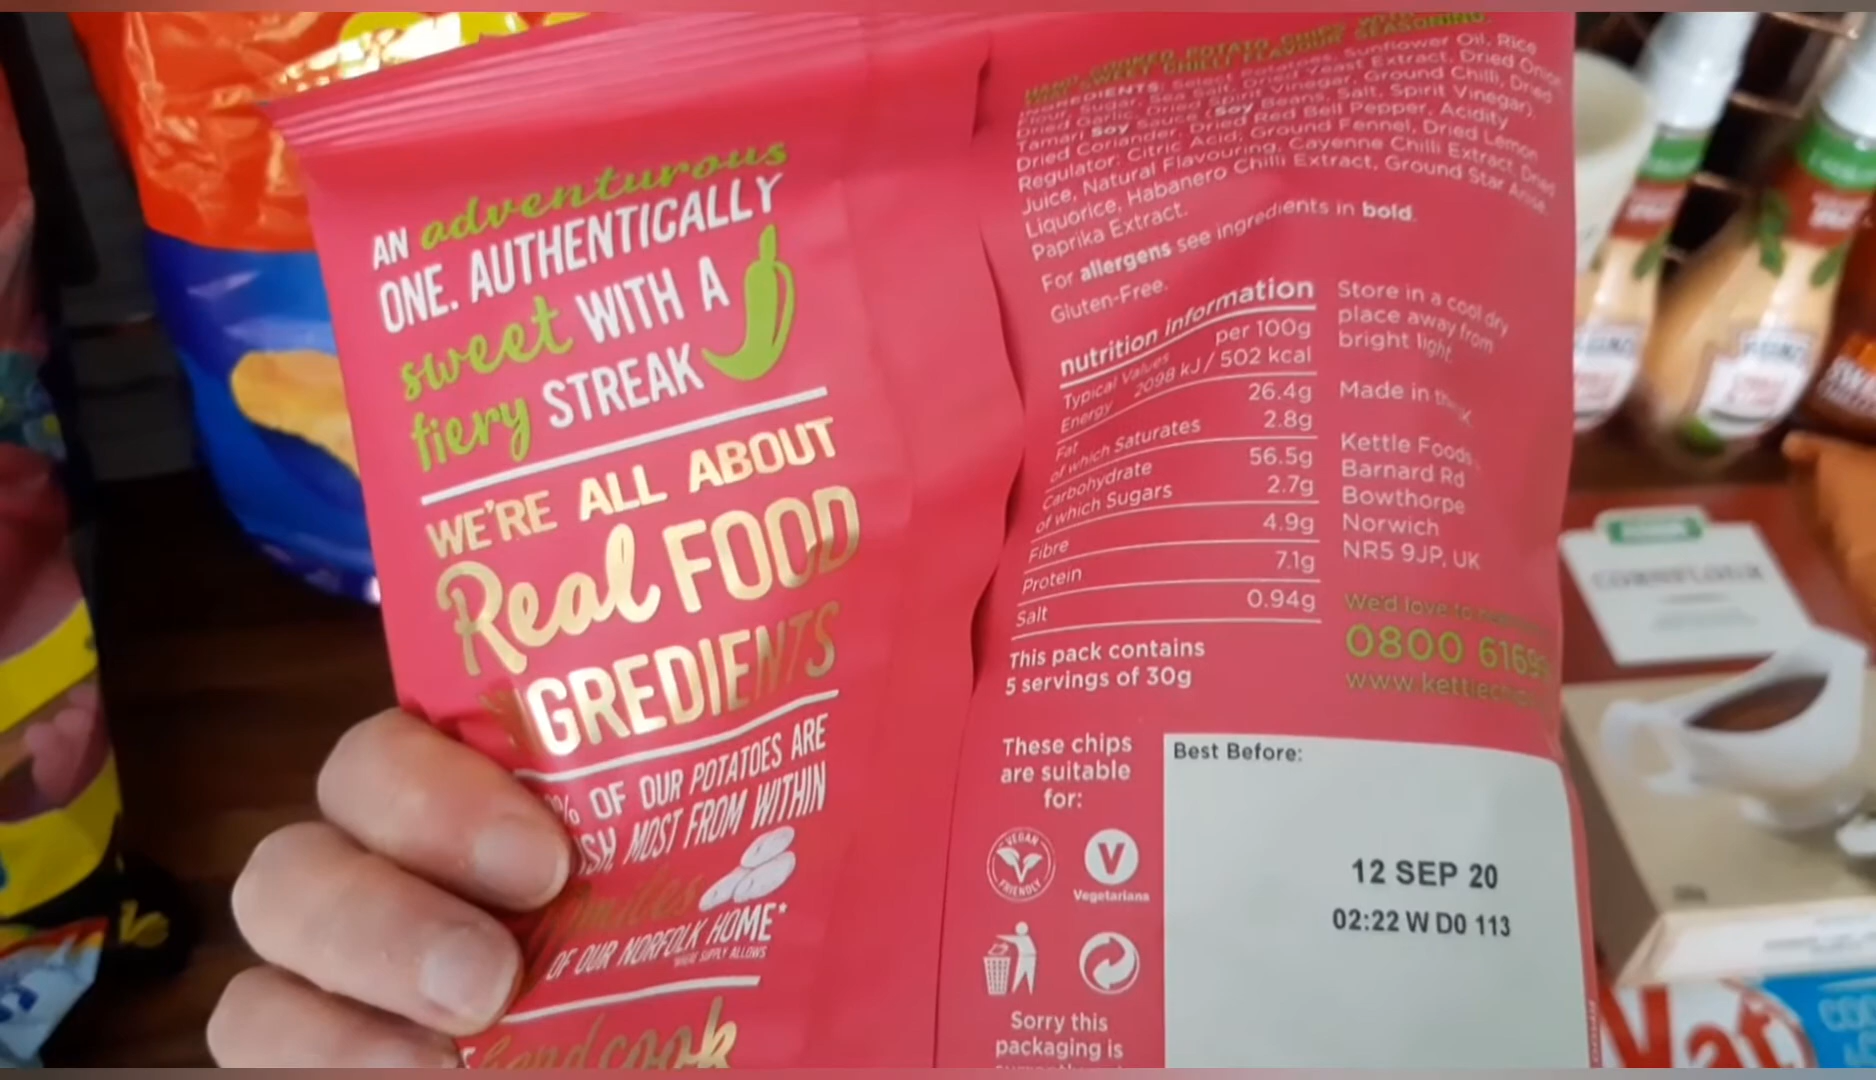 AN adventurous
ONE. AUTHENTICALLY
sweet WITH A
fiery STREAK
WE'RE ALL ABOUT
Real FOOD
INGREDIENTS
% OF OUR POTATOES ARE
MOST FROM WITHIN
miles
OF OUR NORFOLK HOME*
*WHEN SUPPLY ALLOWS
hand cook
HAND COOKED POTATO CHIPS WITH
SWEET CHILLI FLAVOUR SEASONING.
INGREDIENTS: Select Potatoes, Sunflower Oil, Rice
Flour, Sugar, Sea Salt, Dried Yeast Extract, Dried Onion,
Dried Garlic, Dried Vinegar, Ground Chilli, Dried
Tamari Soy Sauce (Soy Beans, Salt, Spirit Vinegar),
Dried Coriander, Dried Red Bell Pepper, Acidity
Regulator: Citric Acid; Ground Fennel, Dried Lemon
Juice, Natural Flavouring, Cayenne Chilli Extract, Dried
Liquorice, Habanero Chilli Extract, Ground Star Anise,
Paprika Extract.
For allergens see ingredients in bold.
Gluten-Free.
nutrition information
Typical Values per 100g
Energy 2098 kJ / 502 kcal
Fat 26.4g
of which Saturates 2.8g
Carbohydrate 56.5g
of which Sugars 2.7g
Fibre 4.9g
Protein 7.1g
Salt 0.94g
This pack contains
5 servings of 30g
Store in a cool dry
place away from
bright light.
Made in the
Kettle Foods,
Barnard Rd
Bowthorpe
Norwich
NR5 9JP, UK
We'd love to
0800 616
www.kettlechips
These chips
are suitable
for:
VEGAN
FRIENDLY
V
Vegetarians
Sorry this
packaging is
Best Before:
12 SEP 20
02:22 W D0 113
CORNFLOUR